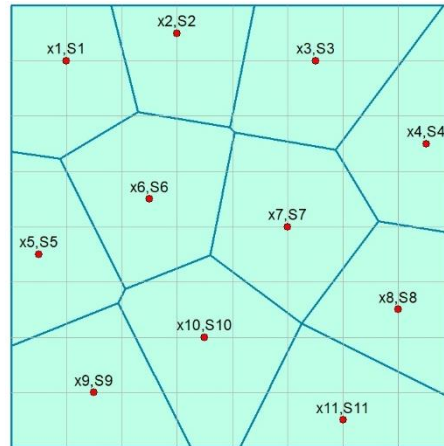 x1,S1
x2,S2
x3,S3
x4,S4
x6,S6
x7,S7
x5,S5
x8,S8
x10,S10
x9,S9
x11,S11